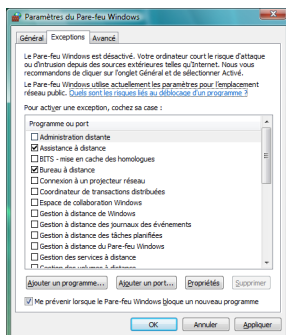 Paramètres du Pare-feu Windows
Général Exceptions Avancé
Le Pare-feu Windows est désactivé. Votre ordinateur court le risque d'attaque
ou d'intrusion depuis des sources extérieures telles qu'Internet. Nous vous
recommandons de cliquer sur l'onglet Général et de sélectionner Activé.
Le Pare-feu Windows utilise actuellement les paramètres pour l'emplacement
réseau public. Quels sont les risques liés au déblocage d'un programme ?
Pour activer une exception, cochez sa case :
Programme ou port
Administration distante
Assistance à distance
BITS - mise en cache des homologues
Bureau à distance
Connexion à un projecteur réseau
Coordinateur de transactions distribuées
Espace de collaboration Windows
Gestion à distance de Windows
Gestion à distance des journaux des événements
Gestion à distance des tâches planifiées
Gestion à distance du Pare-feu Windows
Gestion des services à distance
Gestion des volumes à distance
Ajouter un programme... Ajouter un port... Propriétés Supprimer
Me prévenir lorsque le Pare-feu Windows bloque un nouveau programme
OK Annuler Appliquer